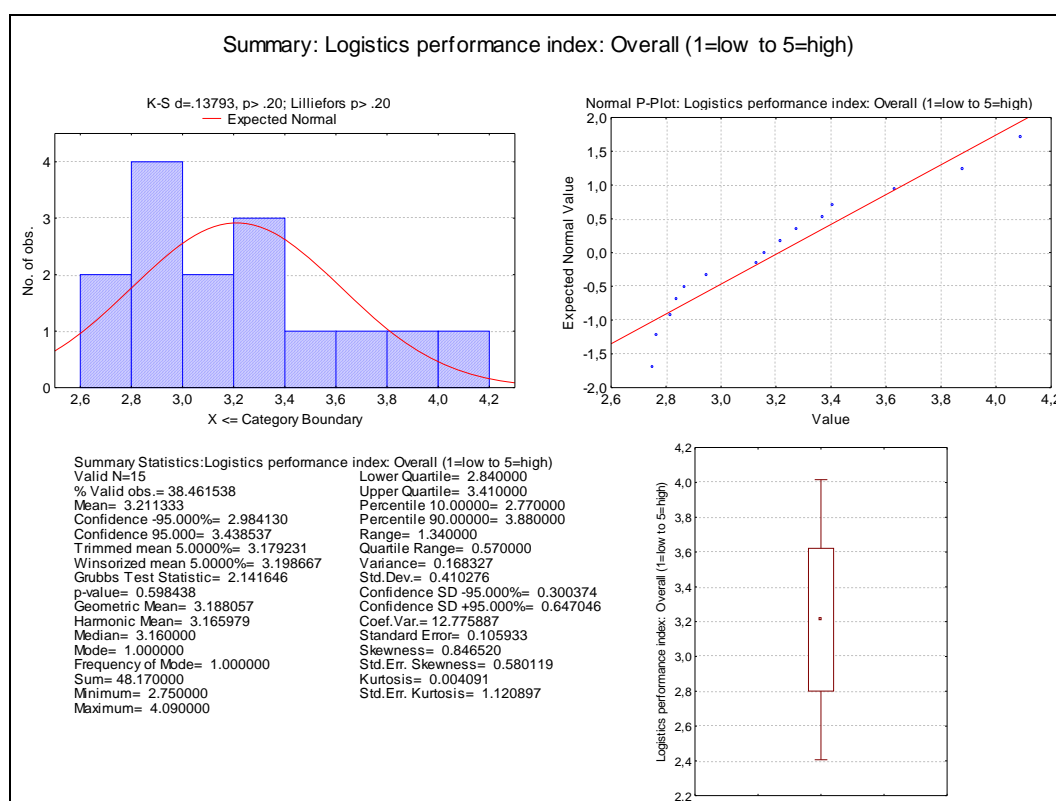 Summary: Logistics performance index: Overall (1=low to 5=high)
K-S d=.13793, p> .20; Lilliefors p> .20
Expected Normal
No. of obs.
4
3
2
1
0
2,6 2,8 3,0 3,2 3,4 3,6 3,8 4,0 4,2
X <= Category Boundary
Normal P-Plot: Logistics performance index: Overall (1=low to 5=high)
Expected Normal Value
2,0
1,5
1,0
0,5
0,0
-0,5
-1,0
-1,5
-2,0
2,6 2,8 3,0 3,2 3,4 3,6 3,8 4,0 4,2
Value
Summary Statistics:Logistics performance index: Overall (1=low to 5=high)
Valid N=15
% Valid obs.= 38.461538
Mean= 3.211333
Confidence -95.000%= 2.984130
Confidence 95.000= 3.438537
Trimmed mean 5.0000%= 3.179231
Winsorized mean 5.0000%= 3.198667
Grubbs Test Statistic= 2.141646
p-value= 0.598438
Geometric Mean= 3.188057
Harmonic Mean= 3.165979
Median= 3.160000
Mode= 1.000000
Frequency of Mode= 1.000000
Sum= 48.170000
Minimum= 2.750000
Maximum= 4.090000
Lower Quartile= 2.840000
Upper Quartile= 3.410000
Percentile 10.00000= 2.770000
Percentile 90.00000= 3.880000
Range= 1.340000
Quartile Range= 0.570000
Variance= 0.168327
Std.Dev.= 0.410276
Confidence SD -95.000%= 0.300374
Confidence SD +95.000%= 0.647046
Coef.Var.= 12.775887
Standard Error= 0.105933
Skewness= 0.846520
Std.Err. Skewness= 0.580119
Kurtosis= 0.004091
Std.Err. Kurtosis= 1.120897
Logistics performance index: Overall (1=low to 5=high)
4,2
4,0
3,8
3,6
3,4
3,2
3,0
2,8
2,6
2,4
2,2